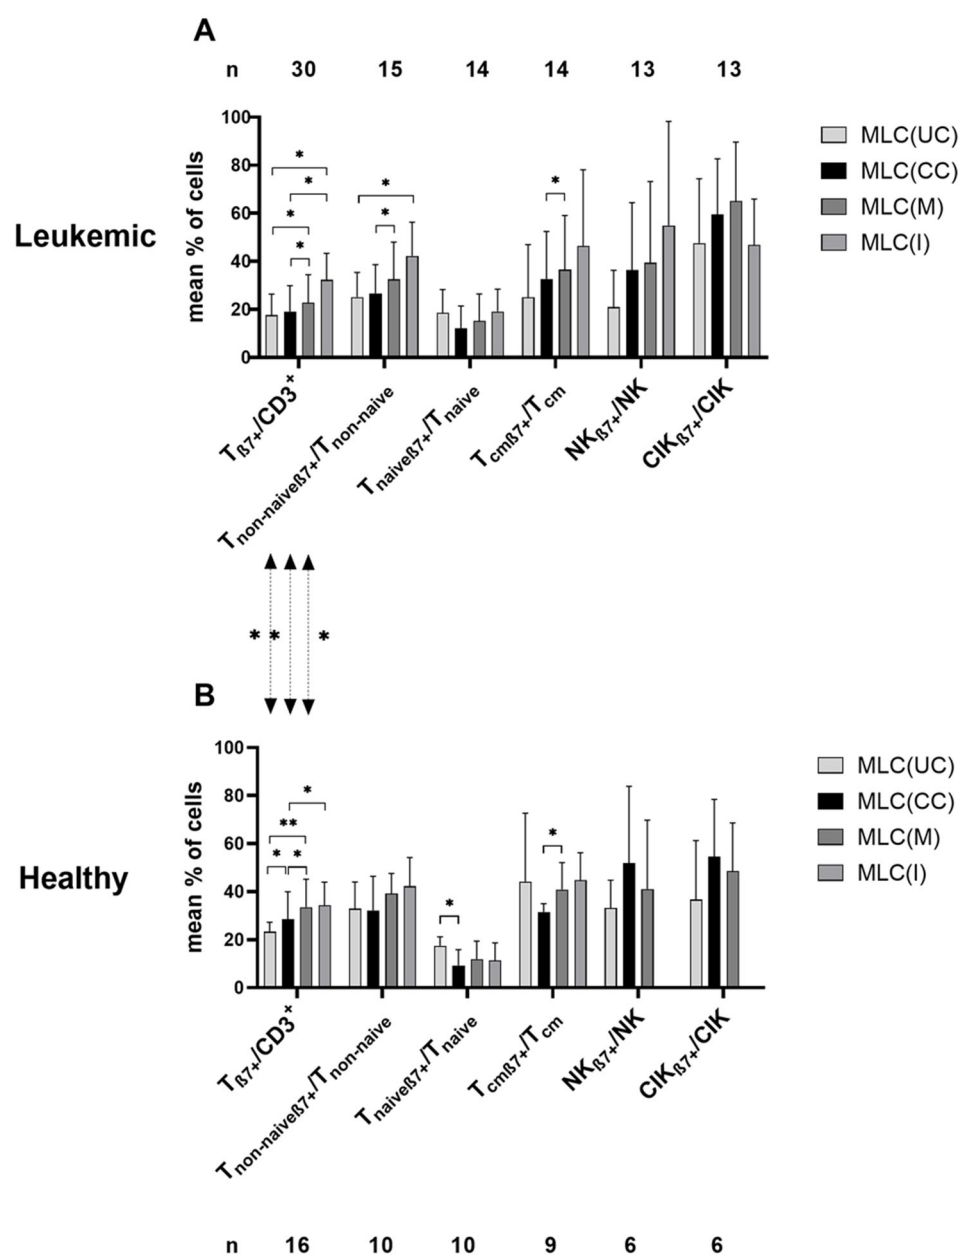 A
n 30 15 14 14 13 13
Leukemic
mean % of cells
100
80
60
40
20
0
* * * *
* *
*
MLC(UC)
MLC(CC)
MLC(M)
MLC(I)
Tß7+/CD3+
Tnon-naiveß7+/Tnon-naive
Tnaiveß7+/Tnaive
Tcmß7+/Tcm
NKß7+/NK
CIKß7+/CIK
* * *
B
Healthy
mean % of cells
100
80
60
40
20
0
*
**
* *
*
*
MLC(UC)
MLC(CC)
MLC(M)
MLC(I)
Tß7+/CD3+
Tnon-naiveß7+/Tnon-naive
Tnaiveß7+/Tnaive
Tcmß7+/Tcm
NKß7+/NK
CIKß7+/CIK
n 16 10 10 9 6 6